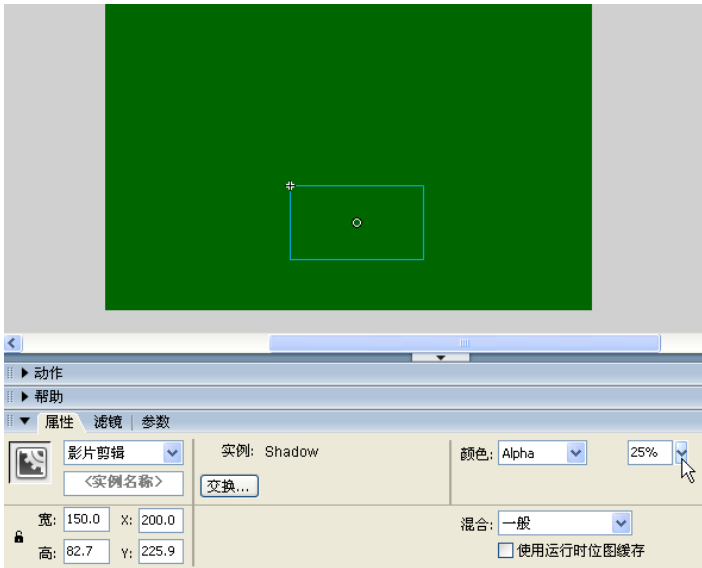 动作
帮助
属性 滤镜 参数
影片剪辑 实例: Shadow 颜色: Alpha 25%
<实例名称> 交换...
宽: 150.0 X: 200.0 混合: 一般
高: 82.7 Y: 225.9 使用运行时位图缓存